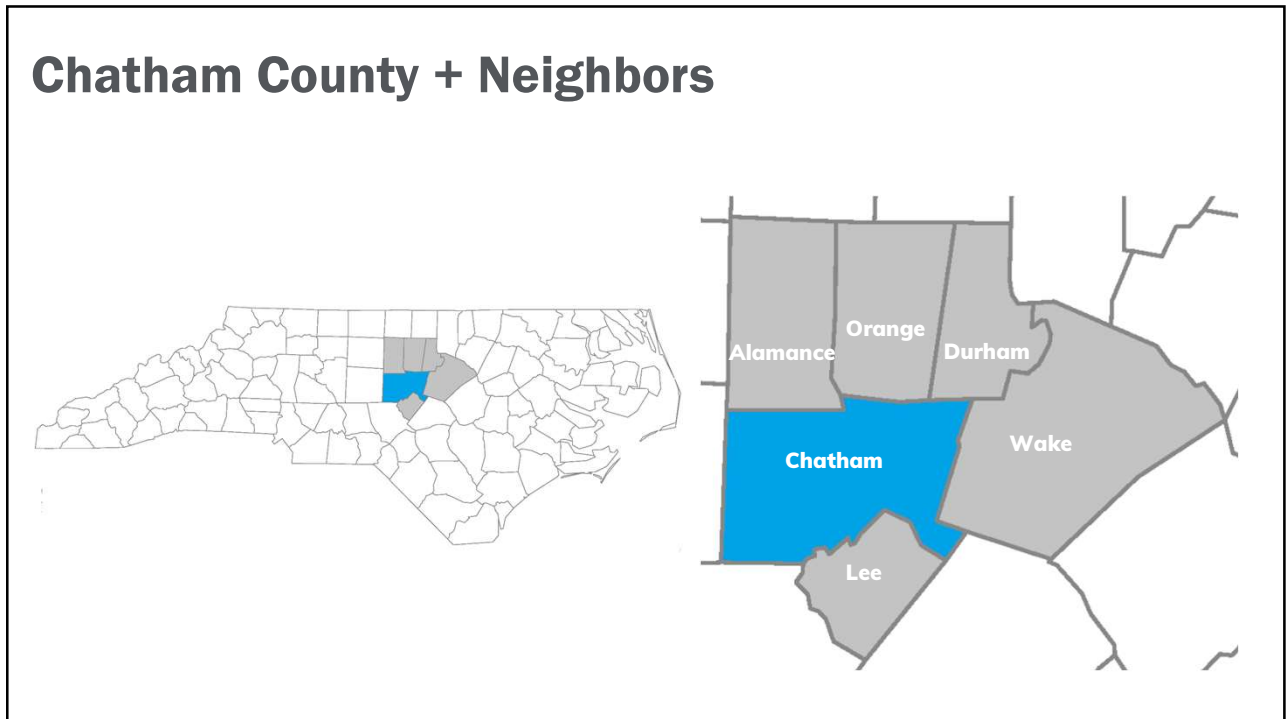 Chatham County + Neighbors
Orange
Alamance
Durham
Wake
Chatham
Lee